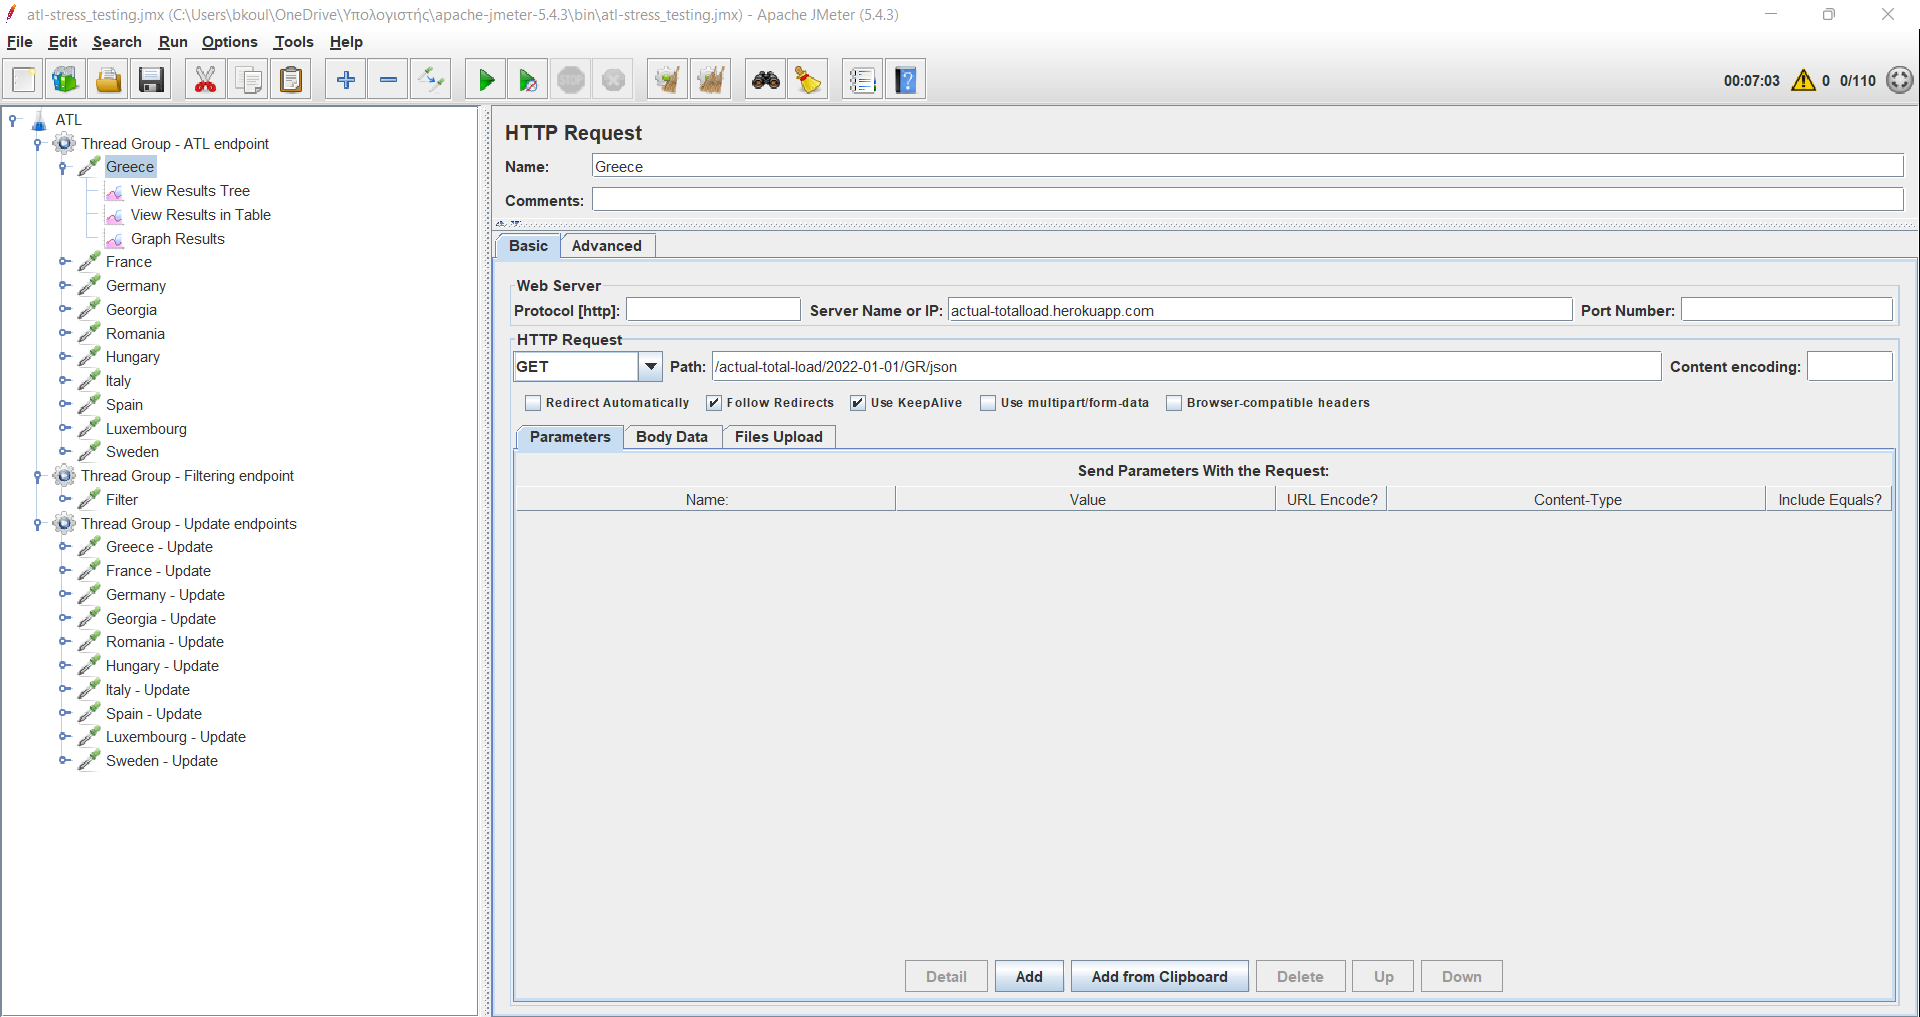 atl-stress_testing.jmx (C:\Users\bkoul\OneDrive\Υπολογιστής\apache-jmeter-5.4.3\bin\atl-stress_testing.jmx) - Apache JMeter (5.4.3)
File Edit Search Run Options Tools Help
STOP
00:07:03 0 0/110
ATL
Thread Group - ATL endpoint
Greece
View Results Tree
View Results in Table
Graph Results
France
Germany
Georgia
Romania
Hungary
Italy
Spain
Luxembourg
Sweden
Thread Group - Filtering endpoint
Filter
Thread Group - Update endpoints
Greece - Update
France - Update
Germany - Update
Georgia - Update
Romania - Update
Hungary - Update
Italy - Update
Spain - Update
Luxembourg - Update
Sweden - Update
HTTP Request
Name: Greece
Comments:
Basic Advanced
Web Server
Protocol [http]: Server Name or IP: actual-totalload.herokuapp.com Port Number:
HTTP Request
GET Path: /actual-total-load/2022-01-01/GR/json Content encoding:
Redirect Automatically Follow Redirects Use KeepAlive Use multipart/form-data Browser-compatible headers
Parameters Body Data Files Upload
Send Parameters With the Request:
Name: Value URL Encode? Content-Type Include Equals?
Detail Add Add from Clipboard Delete Up Down